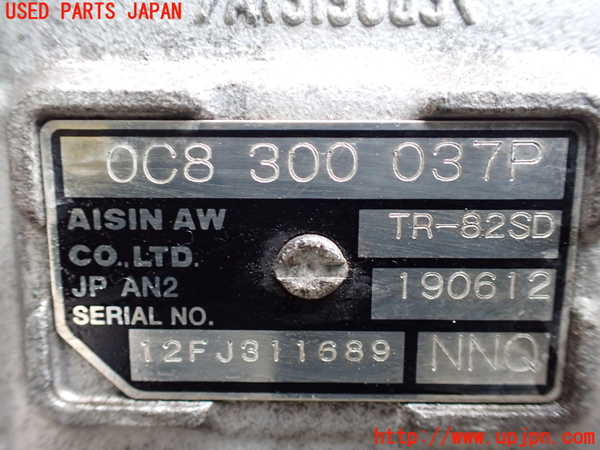 USED PARTS JAPAN
0C8 300 037P
AISIN AW
CO.,LTD.
TR-82SD
JP AN2
190612
SERIAL NO.
12FJ311689
NNQ
http://www.upjpn.com